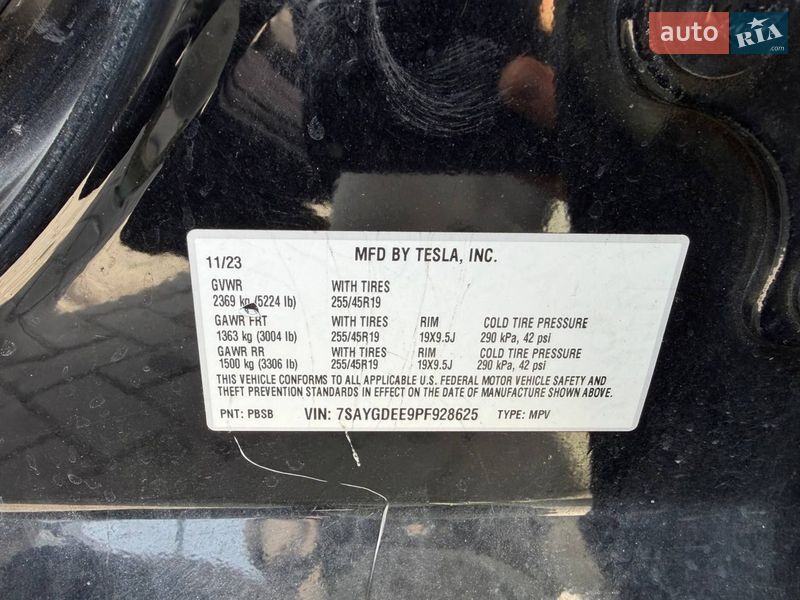 auto RIA.com
11/23 MFD BY TESLA, INC.
GVWR WITH TIRES
2369 kg (5224 lb) 255/45R19
GAWR FRT WITH TIRES RIM COLD TIRE PRESSURE
1363 kg (3004 lb) 255/45R19 19X9.5J 290 kPa, 42 psi
GAWR RR WITH TIRES RIM COLD TIRE PRESSURE
1500 kg (3306 lb) 255/45R19 19X9.5J 290 kPa, 42 psi
THIS VEHICLE CONFORMS TO ALL APPLICABLE U.S. FEDERAL MOTOR VEHICLE SAFETY AND
THEFT PREVENTION STANDARDS IN EFFECT ON THE DATE OF MANUFACTURE SHOWN ABOVE.
PNT: PBSB VIN: 7SAYGDEE9PF928625 TYPE: MPV